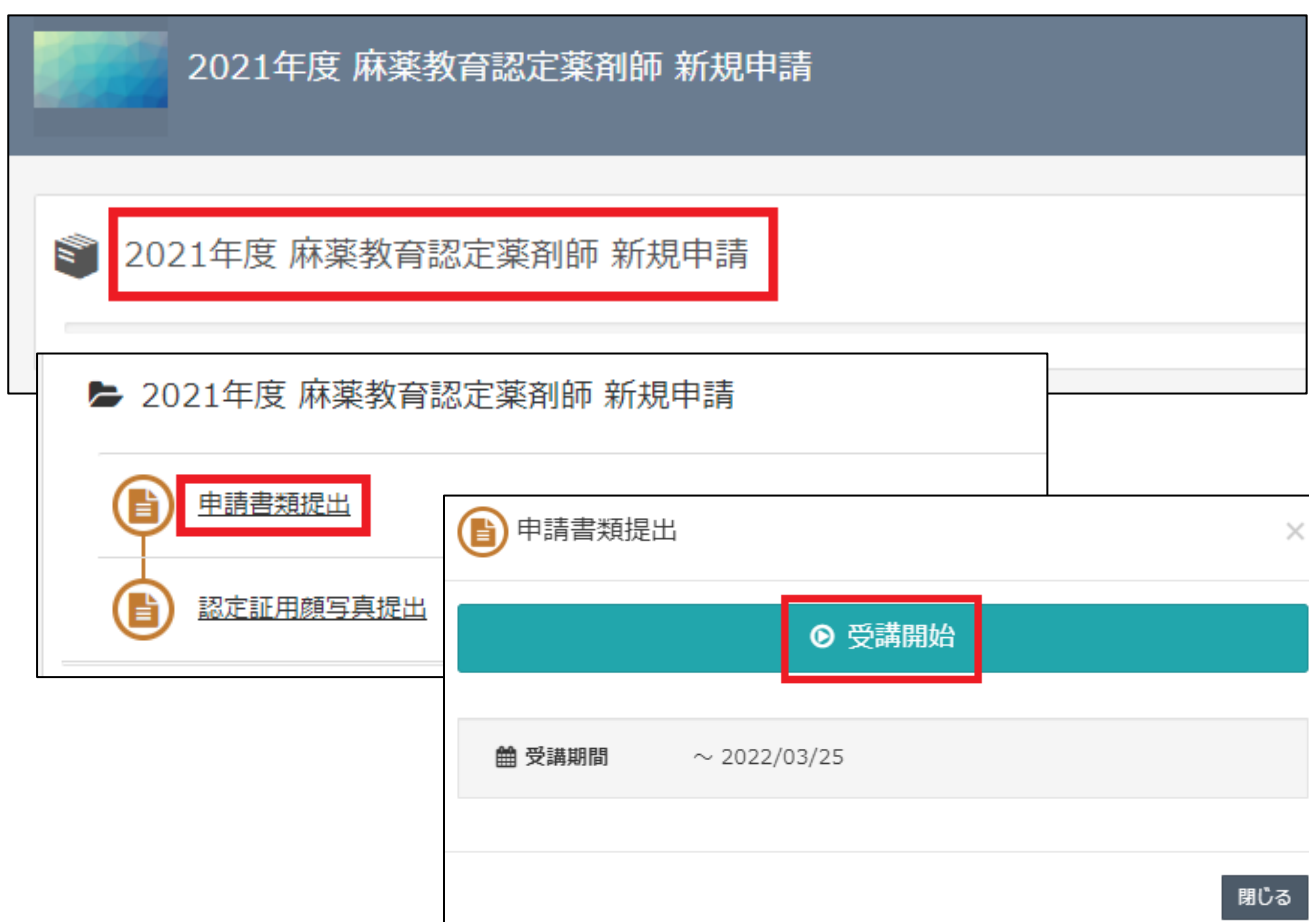 2021年度 麻薬教育認定薬剤師 新規申請
2021年度 麻薬教育認定薬剤師 新規申請
2021年度 麻薬教育認定薬剤師 新規申請
申請書類提出
認定証用顔写真提出
申請書類提出
×
受講開始
受講期間 ～ 2022/03/25
閉じる